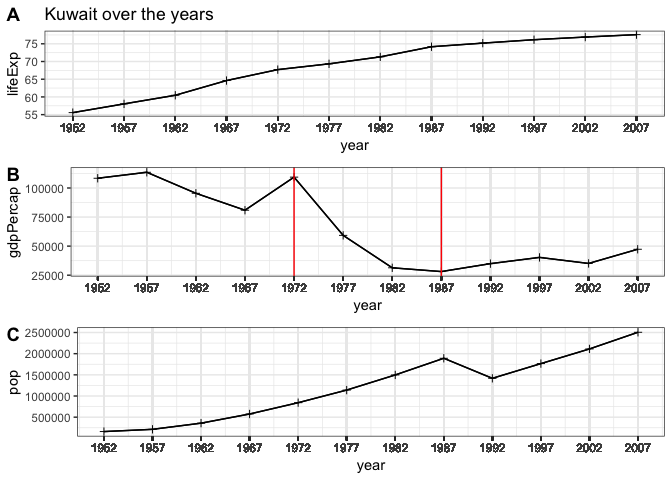 A Kuwait over the years
75
70
65
60
55
lifeExp
1952 1957 1962 1967 1972 1977 1982 1987 1992 1997 2002 2007
year
B
100000
75000
50000
25000
gdpPercap
1952 1957 1962 1967 1972 1977 1982 1987 1992 1997 2002 2007
year
C
2500000
2000000
1500000
1000000
500000
pop
1952 1957 1962 1967 1972 1977 1982 1987 1992 1997 2002 2007
year